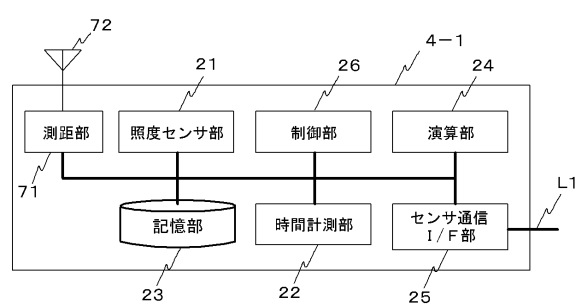 72
21
26
4-1
24
測距部
照度センサ部
制御部
演算部
71
L1
記憶部
時間計測部
センサ通信
I/F部
23
22
25